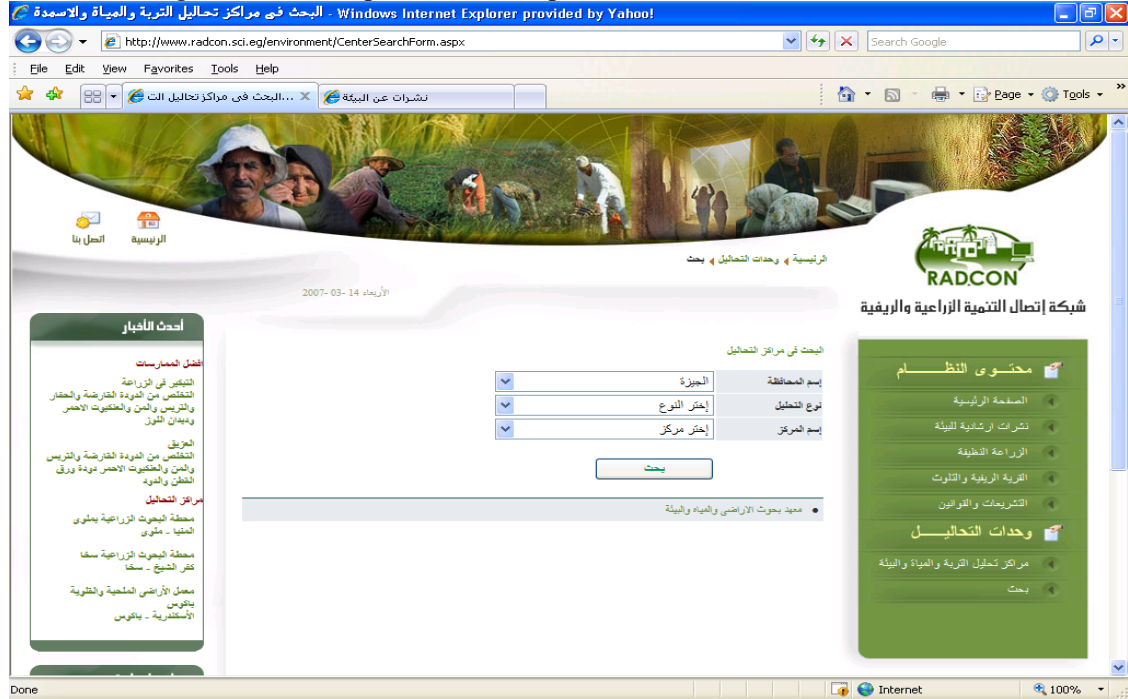 البحث فى مراكز تحاليل التربة والمياة والاسمدة - Windows Internet Explorer provided by Yahoo!
http://www.radcon.sci.eg/environment/CenterSearchForm.aspx
Search Google
File Edit View Favorites Tools Help
البحث فى مراكز تحاليل الت...
نشرات عن البيئة
Page
Tools
الرئيسية
اتصل بنا
RADCON
شبكة إتصال التنمية الزراعية والريفية
الرئيسية
وحدات التحاليل
بحث
الأربعاء 14 -03 -2007
محتوى النظام
الصفحة الرئيسية
نشرات ارشادية للبيئة
الزراعة النظيفة
القرية الريفية والتلوث
التشريعات والقوانين
وحدات التحاليل
مراكز تحليل التربة والمياة والبيئة
بحث
البحث فى مراكز التحاليل
إسم المحافظة
الجيزة
نوع التحليل
إختر النوع
إسم المركز
إختر مركز
بحث
معهد بحوث الاراضى والمياه والبيئة
أحدث الأخبار
افضل الممارسات
التبكير فى الزراعة
التخلص من الدودة القارضة والحفار
والتربس والمن والعنكبوت الاحمر
وديدان اللوز
العزيق
التخلص من الدودة القارضة والتربس
والمن والعنكبوت الاحمر دودة ورق
القطن والدود
مراكز التحاليل
محطة البحوث الزراعية بملوى
المنيا - ملوى
محطة البحوث الزراعية سخا
كفر الشيخ - سخا
معمل الأراضى الملحية والقلوية
باكوس
الأسكندرية - باكوس
Done
Internet
100%